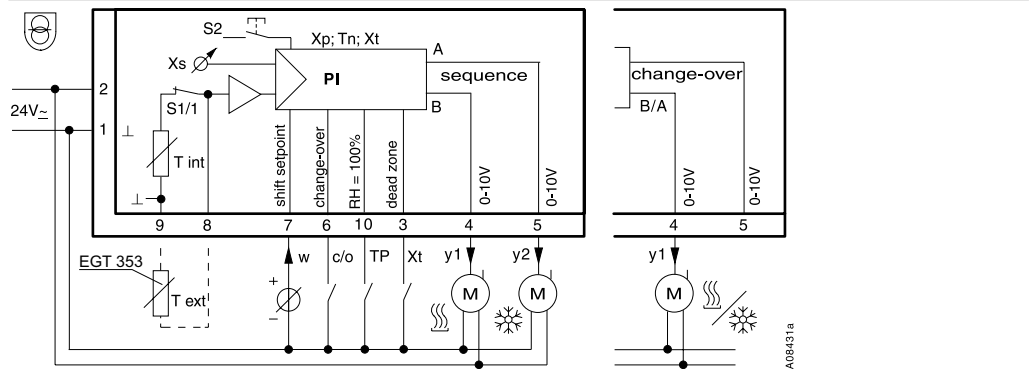 S2
Xp; Tn; Xt
A
Xs
PI
sequence
change-over
2
B
B/A
24V≂
S1/1
1
⊥
T int
shift setpoint
change-over
RH = 100%
dead zone
0-10V
0-10V
0-10V
0-10V
⊥
9 8 7 6 10 3 4 5 4 5
w c/o TP Xt y1 y2 y1
EGT 353
+
−
T ext
M M M
A08431a